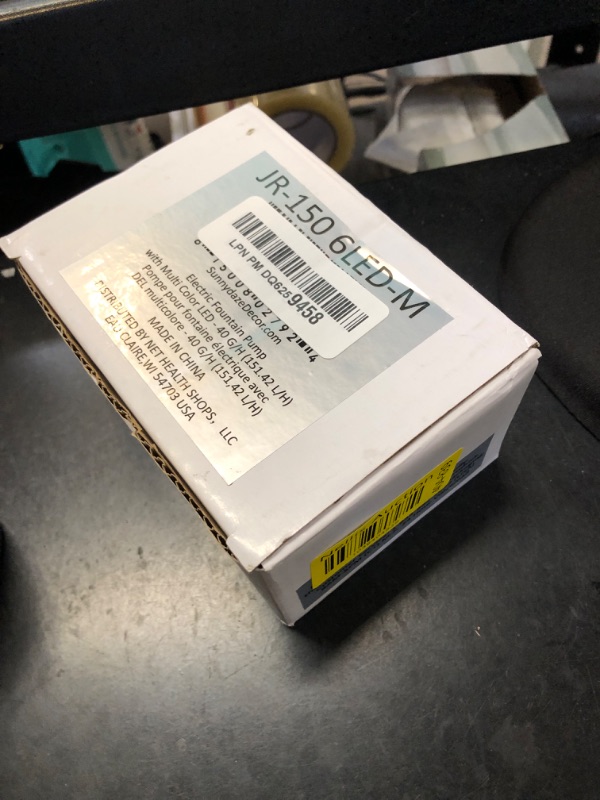 JR-150 6LED-M
LPN PM. DQ625 9458
SunnydazeDecor.com
Electric Fountain Pump
with Multi Color LED - 40 G/H (151.42 L/H)
Pompe pour fontaine électrique avec
DEL multicolore - 40 G/H (151,42 L/H)
MADE IN CHINA
DISTRIBUTED BY NET HEALTH SHOPS, LLC
EAU CLAIRE,WI 54703 USA